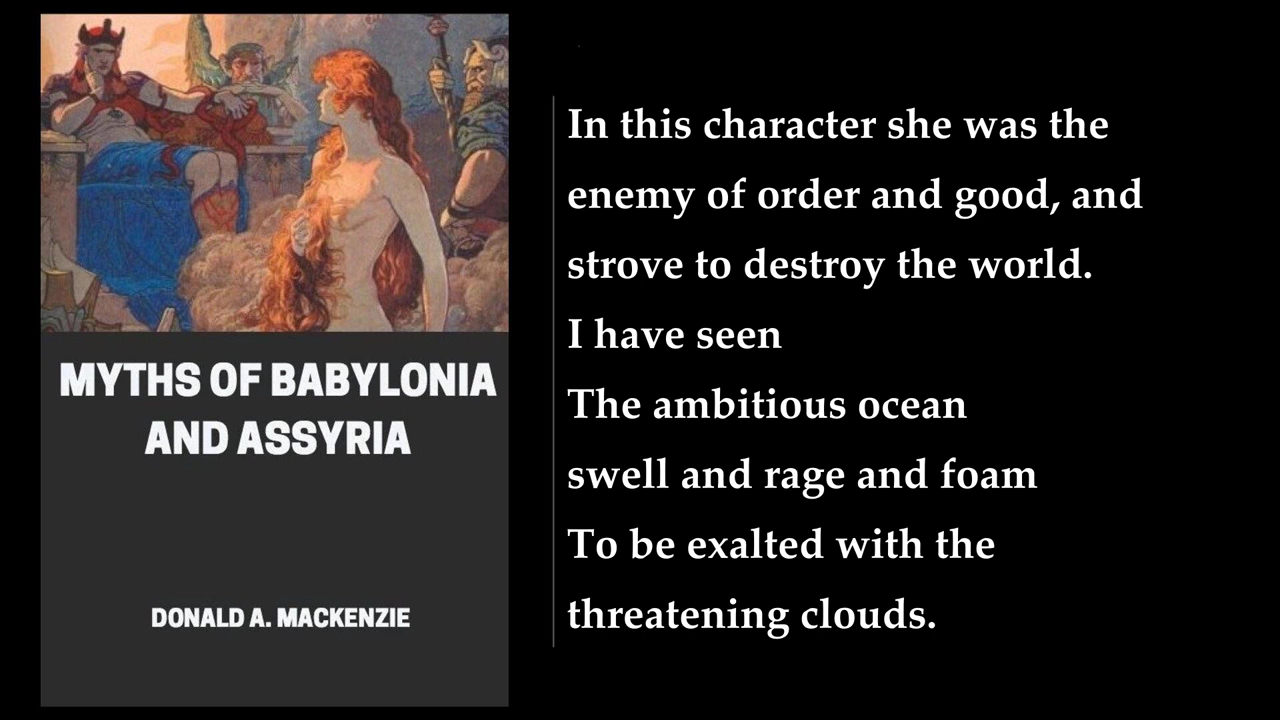 MYTHS OF BABYLONIA
AND ASSYRIA
DONALD A. MACKENZIE
In this character she was the
enemy of order and good, and
strove to destroy the world.
I have seen
The ambitious ocean
swell and rage and foam
To be exalted with the
threatening clouds.